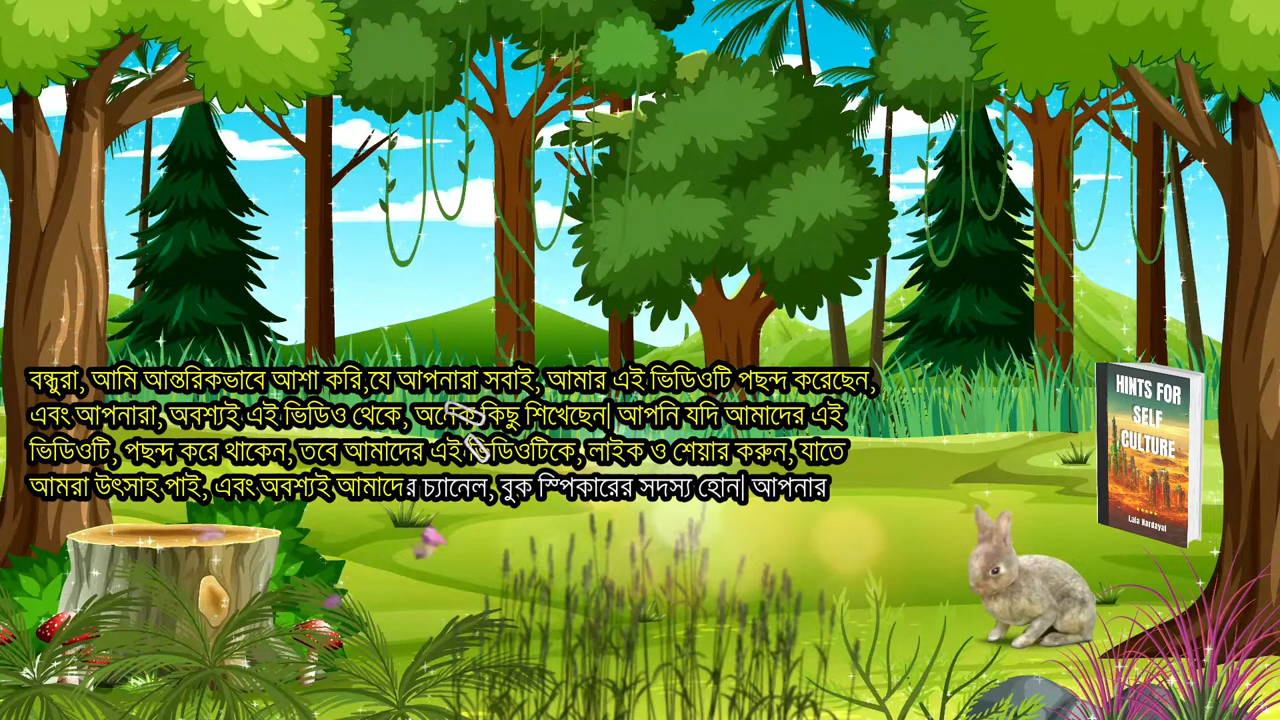 বন্ধুরা, আমি আন্তরিকভাবে আশা করি,যে আপনারা সবাই, আমার এই ভিডিওটি পছন্দ করেছেন,
এবং আপনারা, অবশ্যই এই ভিডিও থেকে, অনেক কিছু শিখেছেন| আপনি যদি আমাদের এই
ভিডিওটি, পছন্দ করে থাকেন, তবে আমাদের এই ভিডিওটিকে, লাইক ও শেয়ার করুন, যাতে
আমরা উৎসাহ পাই, এবং অবশ্যই আমাদের চ্যানেল, বুক স্পিকারের সদস্য হোন| আপনার
HINTS FOR
SELF
CULTURE
Lala Hardayal